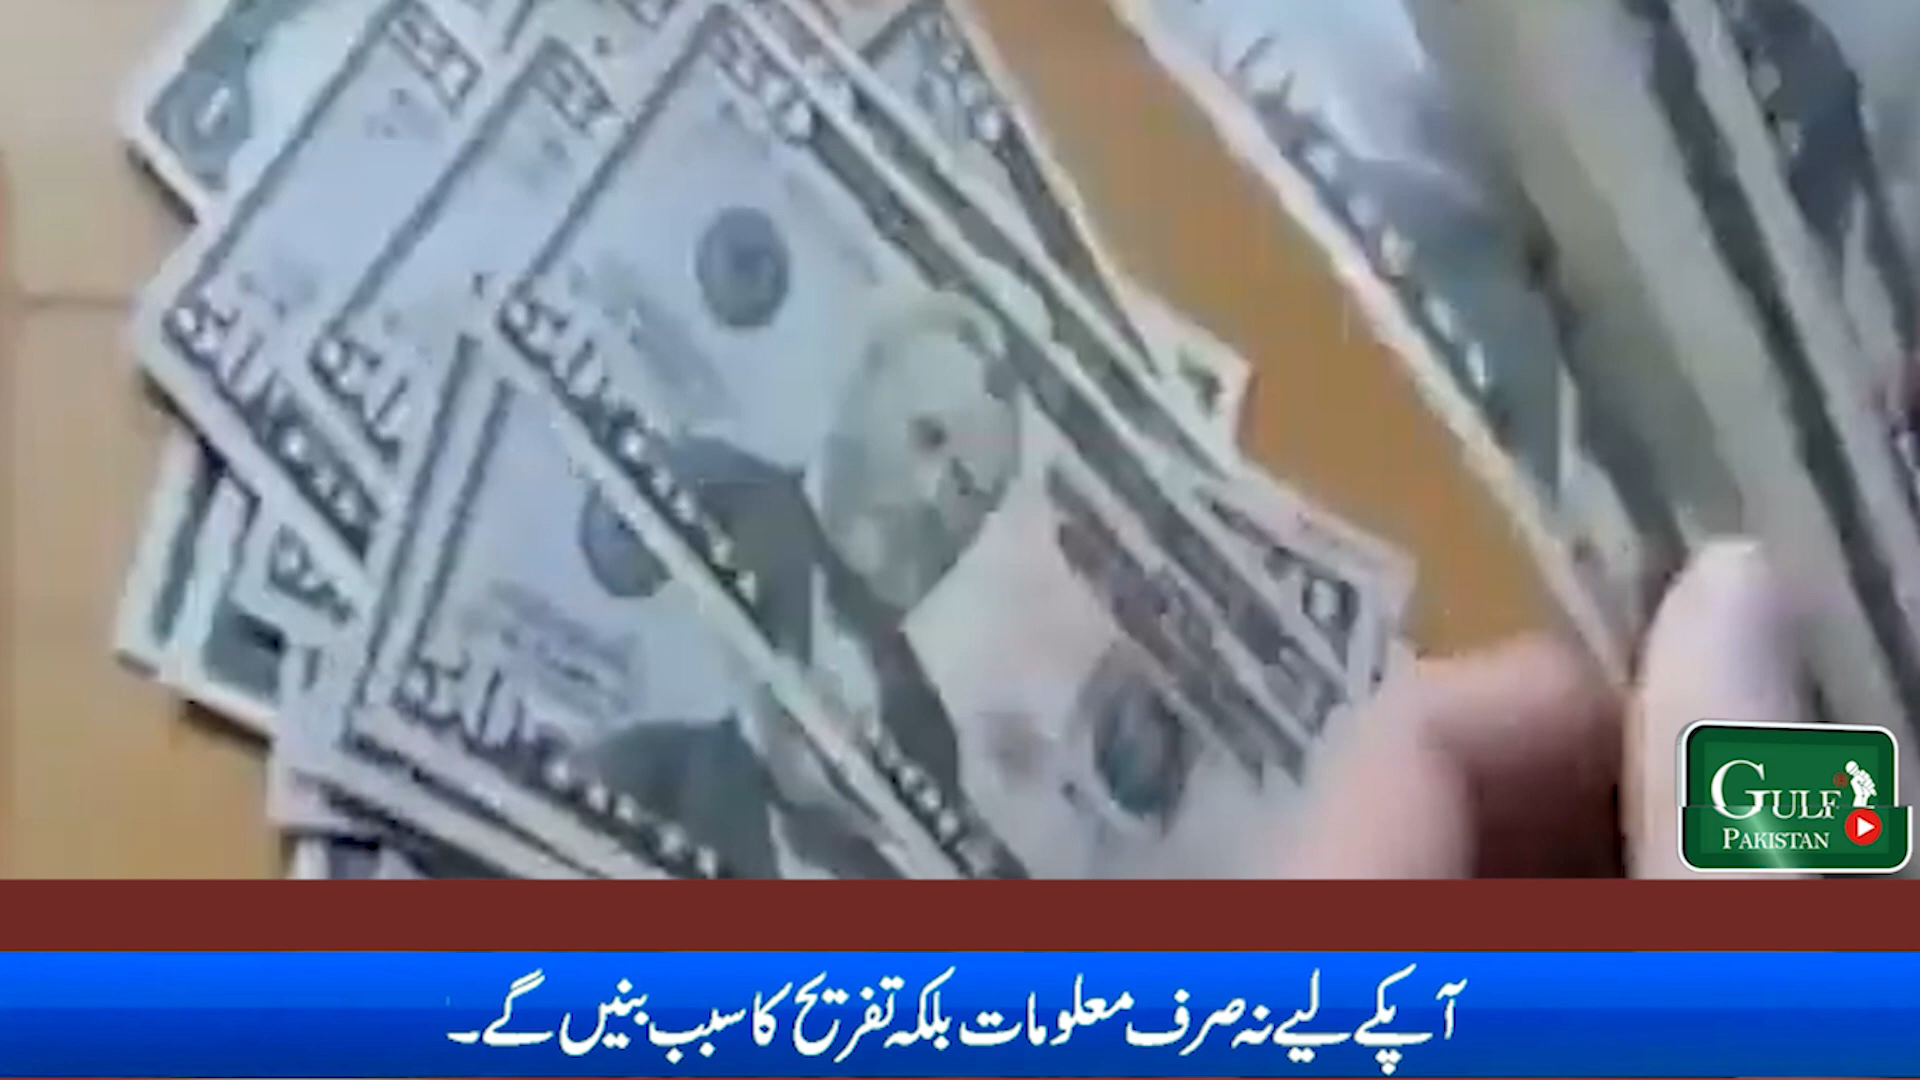 GULF
PAKISTAN
آپکے لیے نہ صرف معلومات بلکہ تفریح کا سبب بنیں گے۔